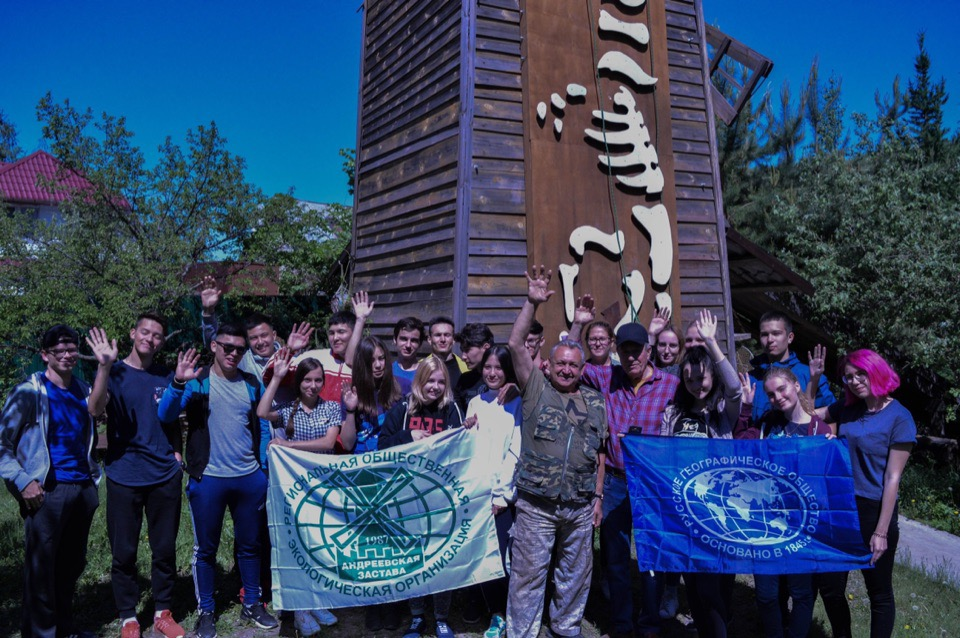 РЕГИОНАЛЬНАЯ ОБЩЕСТВЕННАЯ
1987
АНДРЕЕВСКАЯ
ЗАСТАВА
ЭКОЛОГИЧЕСКАЯ ОРГАНИЗАЦИЯ
РУССКОЕ ГЕОГРАФИЧЕСКОЕ ОБЩЕСТВО
ОСНОВАНО В 1845